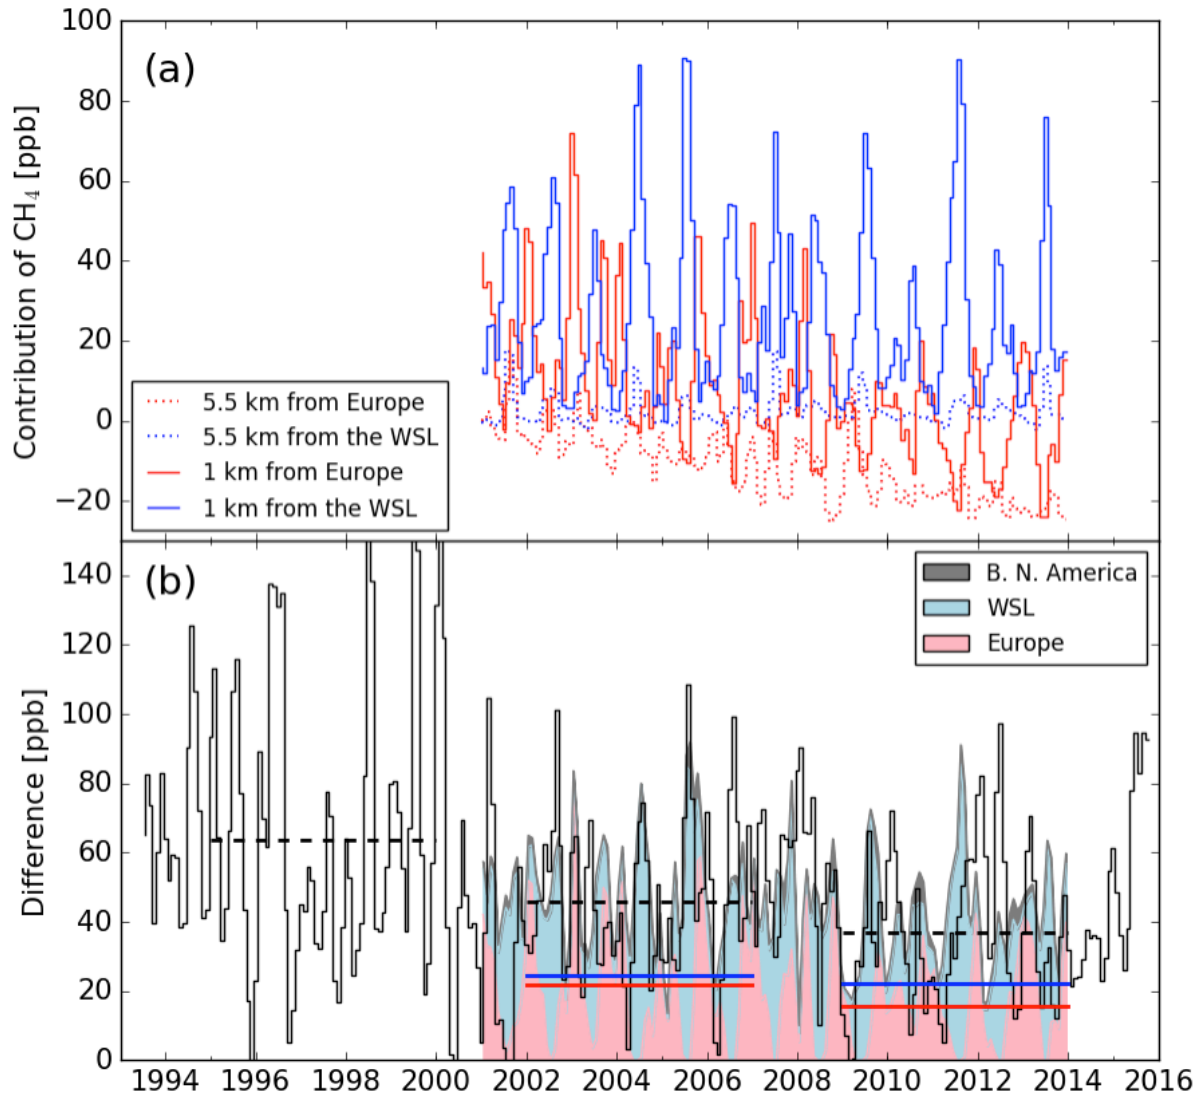 100
80
60
40
20
0
−20
Contribution of CH4 [ppb]
(a)
5.5 km from Europe
5.5 km from the WSL
1 km from Europe
1 km from the WSL
140
120
100
80
60
40
20
0
Difference [ppb]
(b)
B. N. America
WSL
Europe
1994 1996 1998 2000 2002 2004 2006 2008 2010 2012 2014 2016